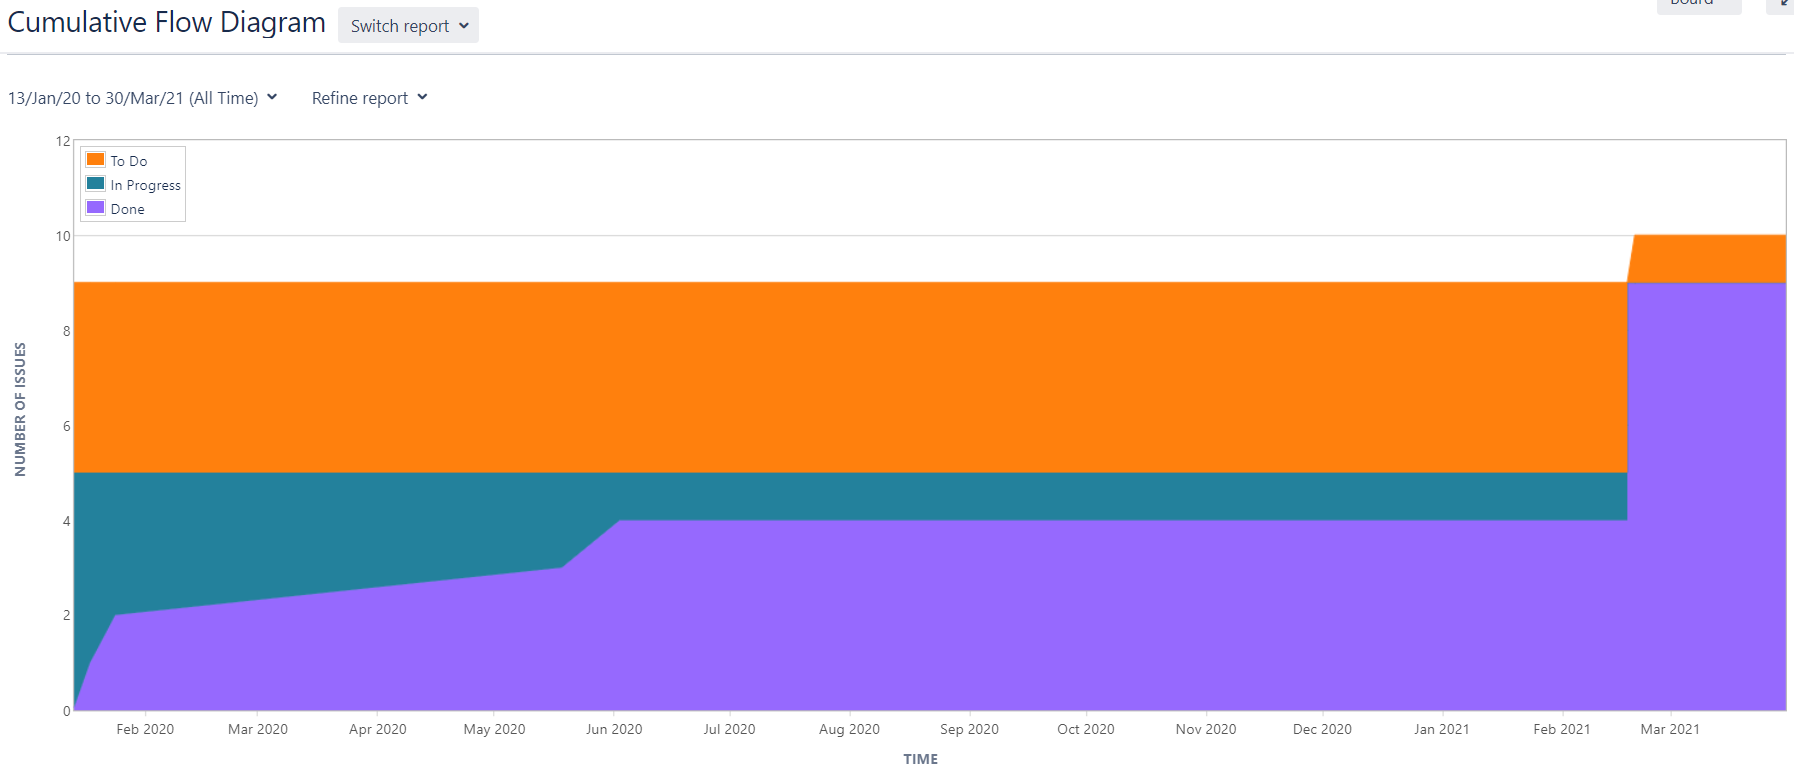 Cumulative Flow Diagram
Switch report
13/Jan/20 to 30/Mar/21 (All Time)
Refine report
12
10
8
6
4
2
0
NUMBER OF ISSUES
To Do
In Progress
Done
Feb 2020
Mar 2020
Apr 2020
May 2020
Jun 2020
Jul 2020
Aug 2020
Sep 2020
Oct 2020
Nov 2020
Dec 2020
Jan 2021
Feb 2021
Mar 2021
TIME